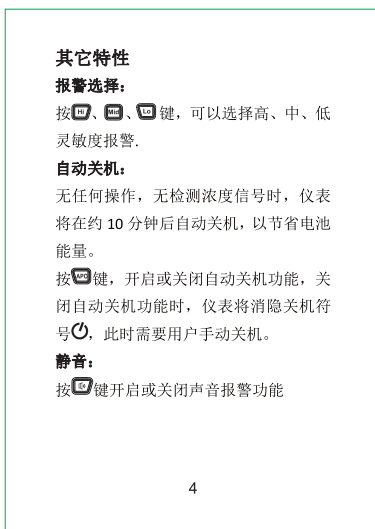 其它特性
报警选择：
按Hi、Mid、Lo键，可以选择高、中、低
灵敏度报警.
自动关机：
无任何操作，无检测浓度信号时，仪表
将在约 10 分钟后自动关机，以节省电池
能量。
按APO键，开启或关闭自动关机功能，关
闭自动关机功能时，仪表将消隐关机符
号，此时需要用户手动关机。
静音：
按键开启或关闭声音报警功能
4